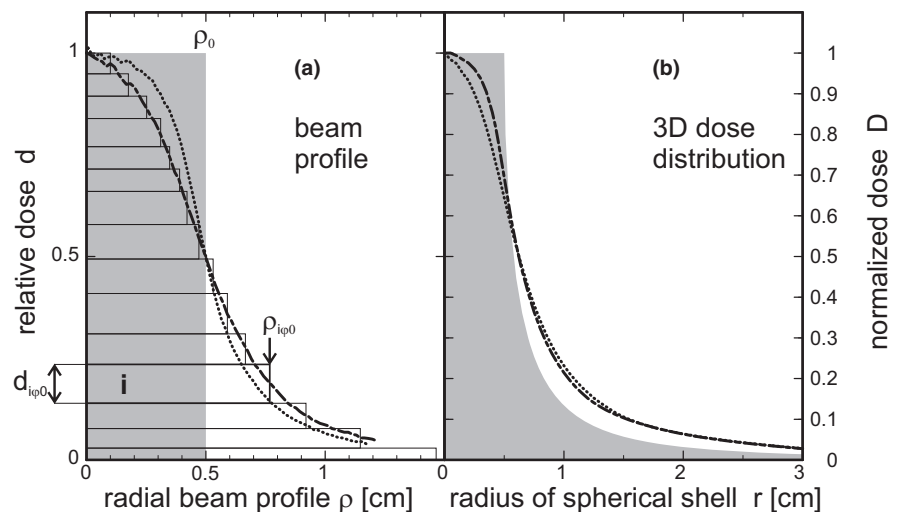 ρ0
(a)
beam
profile
1
0.5
0
relative dose d
diφ0
i
ρiφ0
0 0.5 1
radial beam profile ρ [cm]
(b)
3D dose
distribution
1
0.9
0.8
0.7
0.6
0.5
0.4
0.3
0.2
0.1
0
normalized dose D
0 1 2 3
radius of spherical shell r [cm]